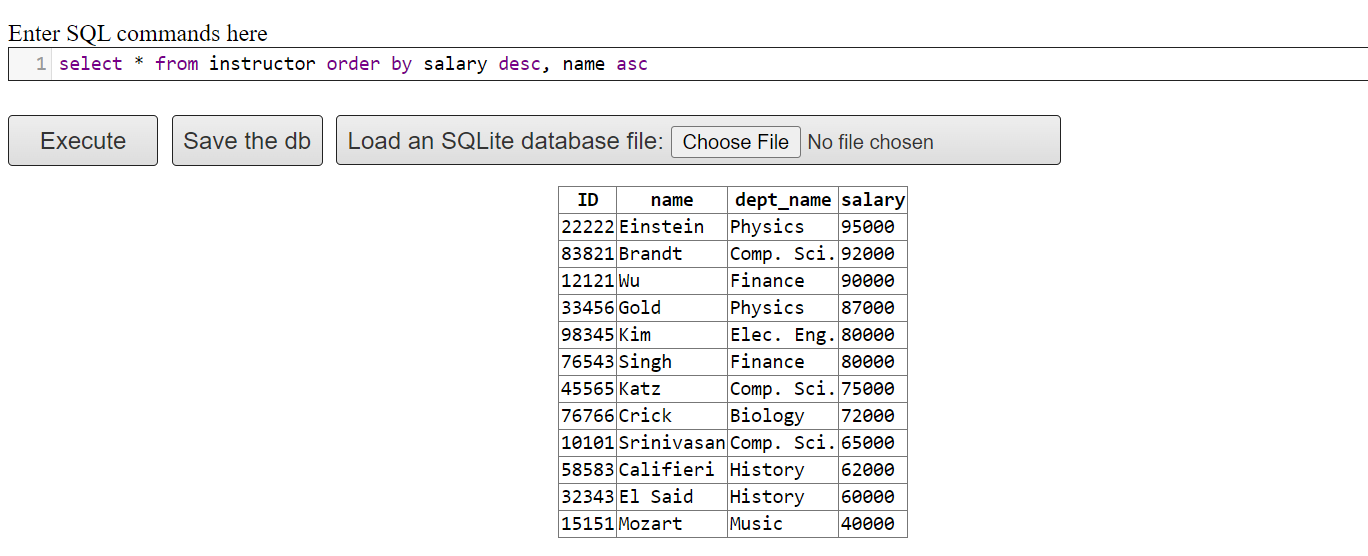 Enter SQL commands here
1 select * from instructor order by salary desc, name asc
Execute Save the db Load an SQLite database file: Choose File No file chosen
ID name dept_name salary
22222 Einstein Physics 95000
83821 Brandt Comp. Sci. 92000
12121 Wu Finance 90000
33456 Gold Physics 87000
98345 Kim Elec. Eng. 80000
76543 Singh Finance 80000
45565 Katz Comp. Sci. 75000
76766 Crick Biology 72000
10101 Srinivasan Comp. Sci. 65000
58583 Califieri History 62000
32343 El Said History 60000
15151 Mozart Music 40000